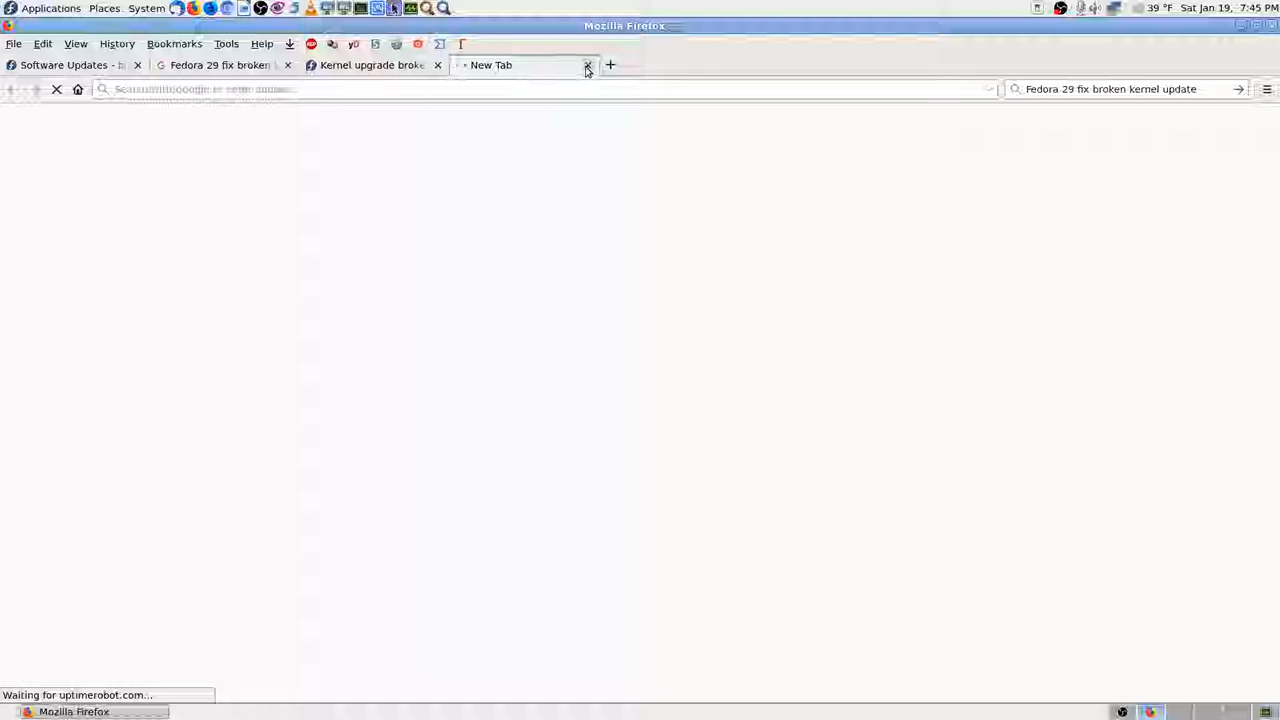 Applications Places System 39 °F Sat Jan 19, 7:45 PM
Mozilla Firefox
File Edit View History Bookmarks Tools Help
Software Updates - b Fedora 29 fix broken Kernel upgrade broke New Tab
Fedora 29 fix broken kernel update
Waiting for uptimerobot.com...
Mozilla Firefox